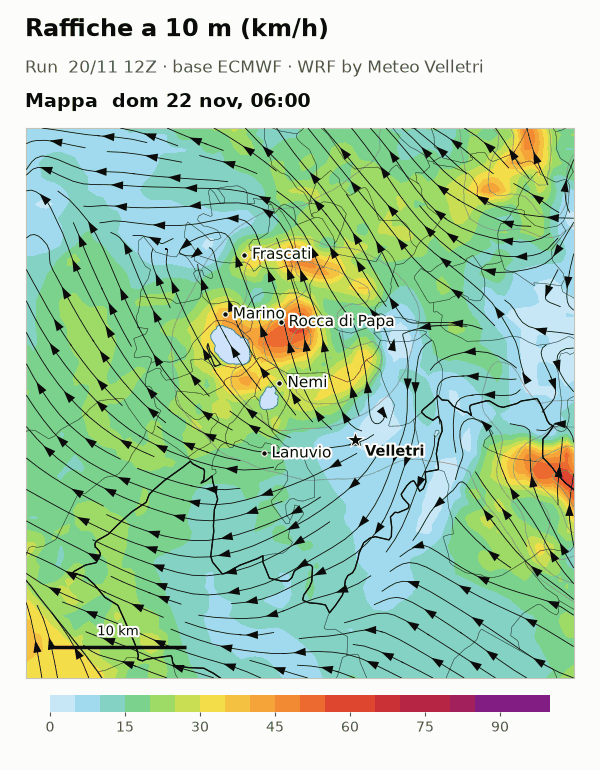 Raffiche a 10 m (km/h)
Run  20/11 12Z · base ECMWF · WRF by Meteo Velletri
Mappa  dom 22 nov, 06:00
Frascati
Marino
Rocca di Papa
Nemi
Velletri
Lanuvio
10 km
0 15 30 45 60 75 90